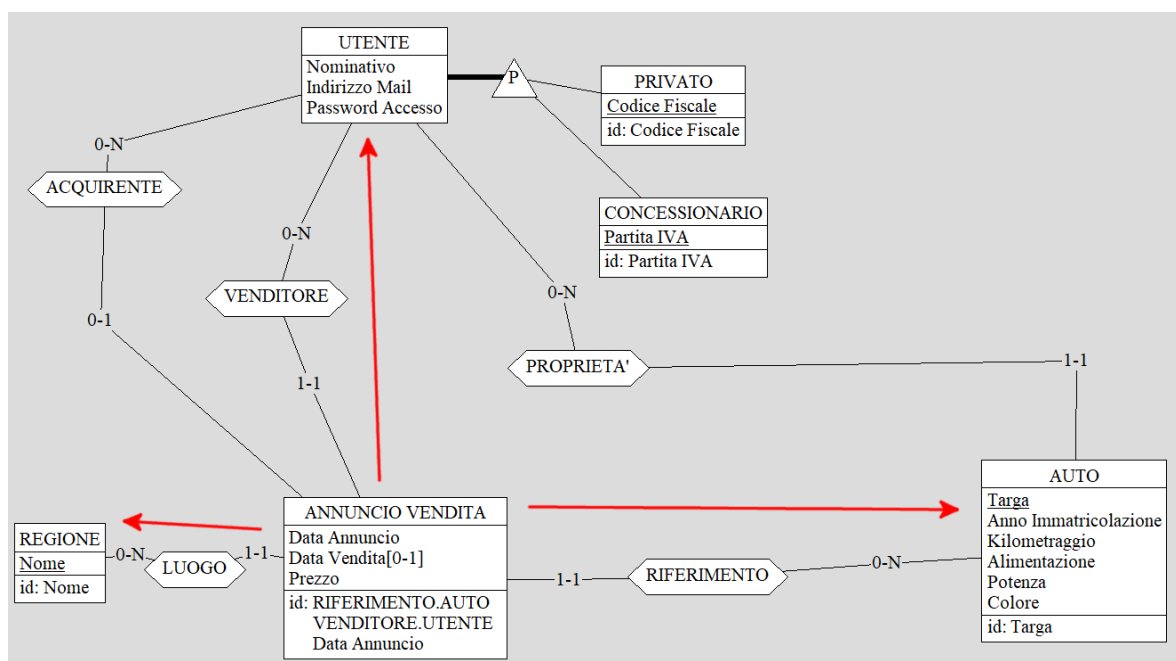 UTENTE
Nominativo
Indirizzo Mail
Password Accesso
P
PRIVATO
Codice Fiscale
id: Codice Fiscale
0-N
ACQUIRENTE
CONCESSIONARIO
Partita IVA
id: Partita IVA
0-N
VENDITORE
0-N
0-1
PROPRIETA'
1-1
1-1
AUTO
Targa
Anno Immatricolazione
Kilometraggio
Alimentazione
Potenza
Colore
id: Targa
ANNUNCIO VENDITA
Data Annuncio
Data Vendita[0-1]
Prezzo
id: RIFERIMENTO.AUTO
VENDITORE.UTENTE
Data Annuncio
REGIONE
Nome
id: Nome
0-N
LUOGO
1-1
1-1
RIFERIMENTO
0-N